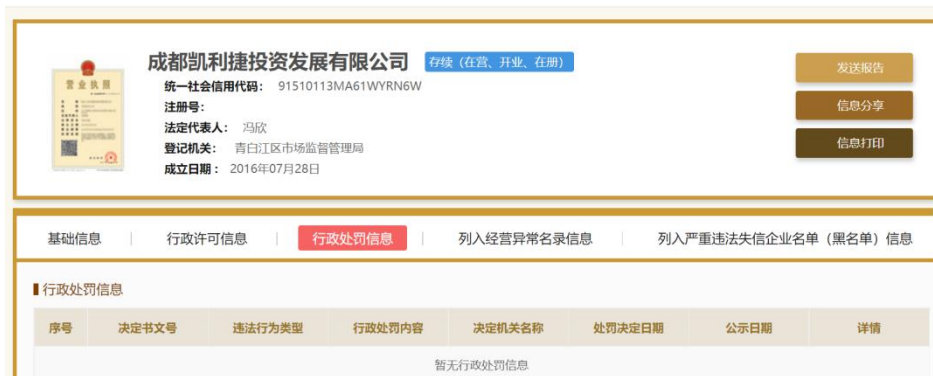 成都凯利捷投资发展有限公司 存续（在营、开业、在册）
统一社会信用代码： 91510113MA61WYRN6W
注册号：
法定代表人： 冯欣
登记机关： 青白江区市场监督管理局
成立日期： 2016年07月28日
营业执照
发送报告
信息分享
信息打印
基础信息 行政许可信息 行政处罚信息 列入经营异常名录信息 列入严重违法失信企业名单（黑名单）信息
行政处罚信息
序号 决定书文号 违法行为类型 行政处罚内容 决定机关名称 处罚决定日期 公示日期 详情
暂无行政处罚信息